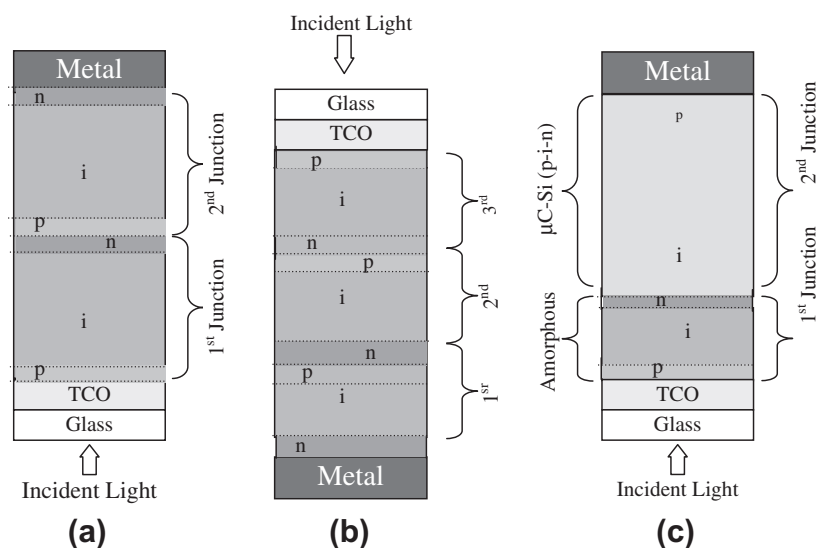 Metal
n
i
p
n
i
p
TCO
Glass
2nd Junction
1st Junction
Incident Light
(a)
Incident Light
Glass
TCO
p
i
n
p
i
n
p
i
n
Metal
3rd
2nd
1sr
(b)
Metal
p
i
n
i
p
TCO
Glass
µC-Si (p-i-n)
Amorphous
2nd Junction
1st Junction
Incident Light
(c)